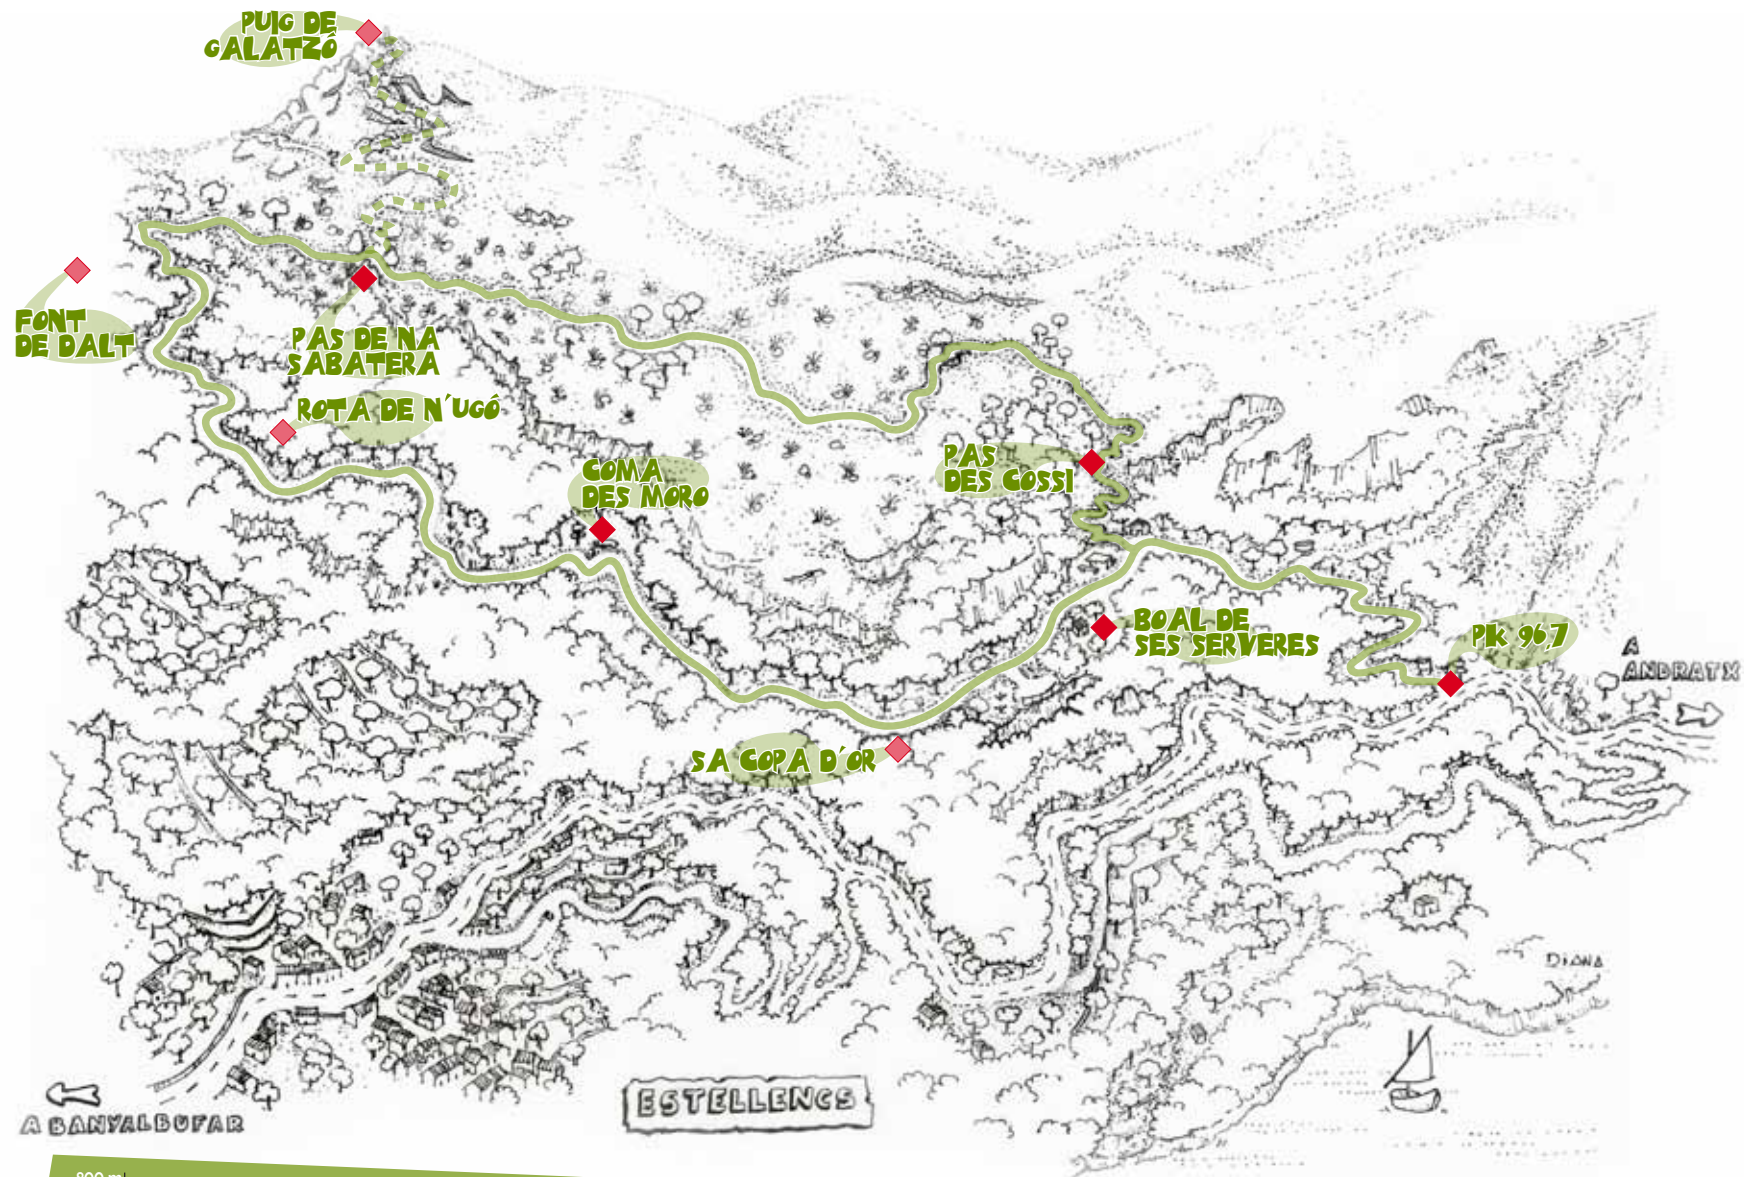 PUIG DE
GALATZÓ
FONT
DE DALT
PAS DE NA
SABATERA
ROTA DE N´UGÓ
COMA
DES MORO
PAS
DES COSSI
BOAL DE
SES SERVERES
PK 96,7
A
ANDRATX
SA COPA D´OR
DIANA
ESTELLENCS
A BANYALBUFAR
800 m